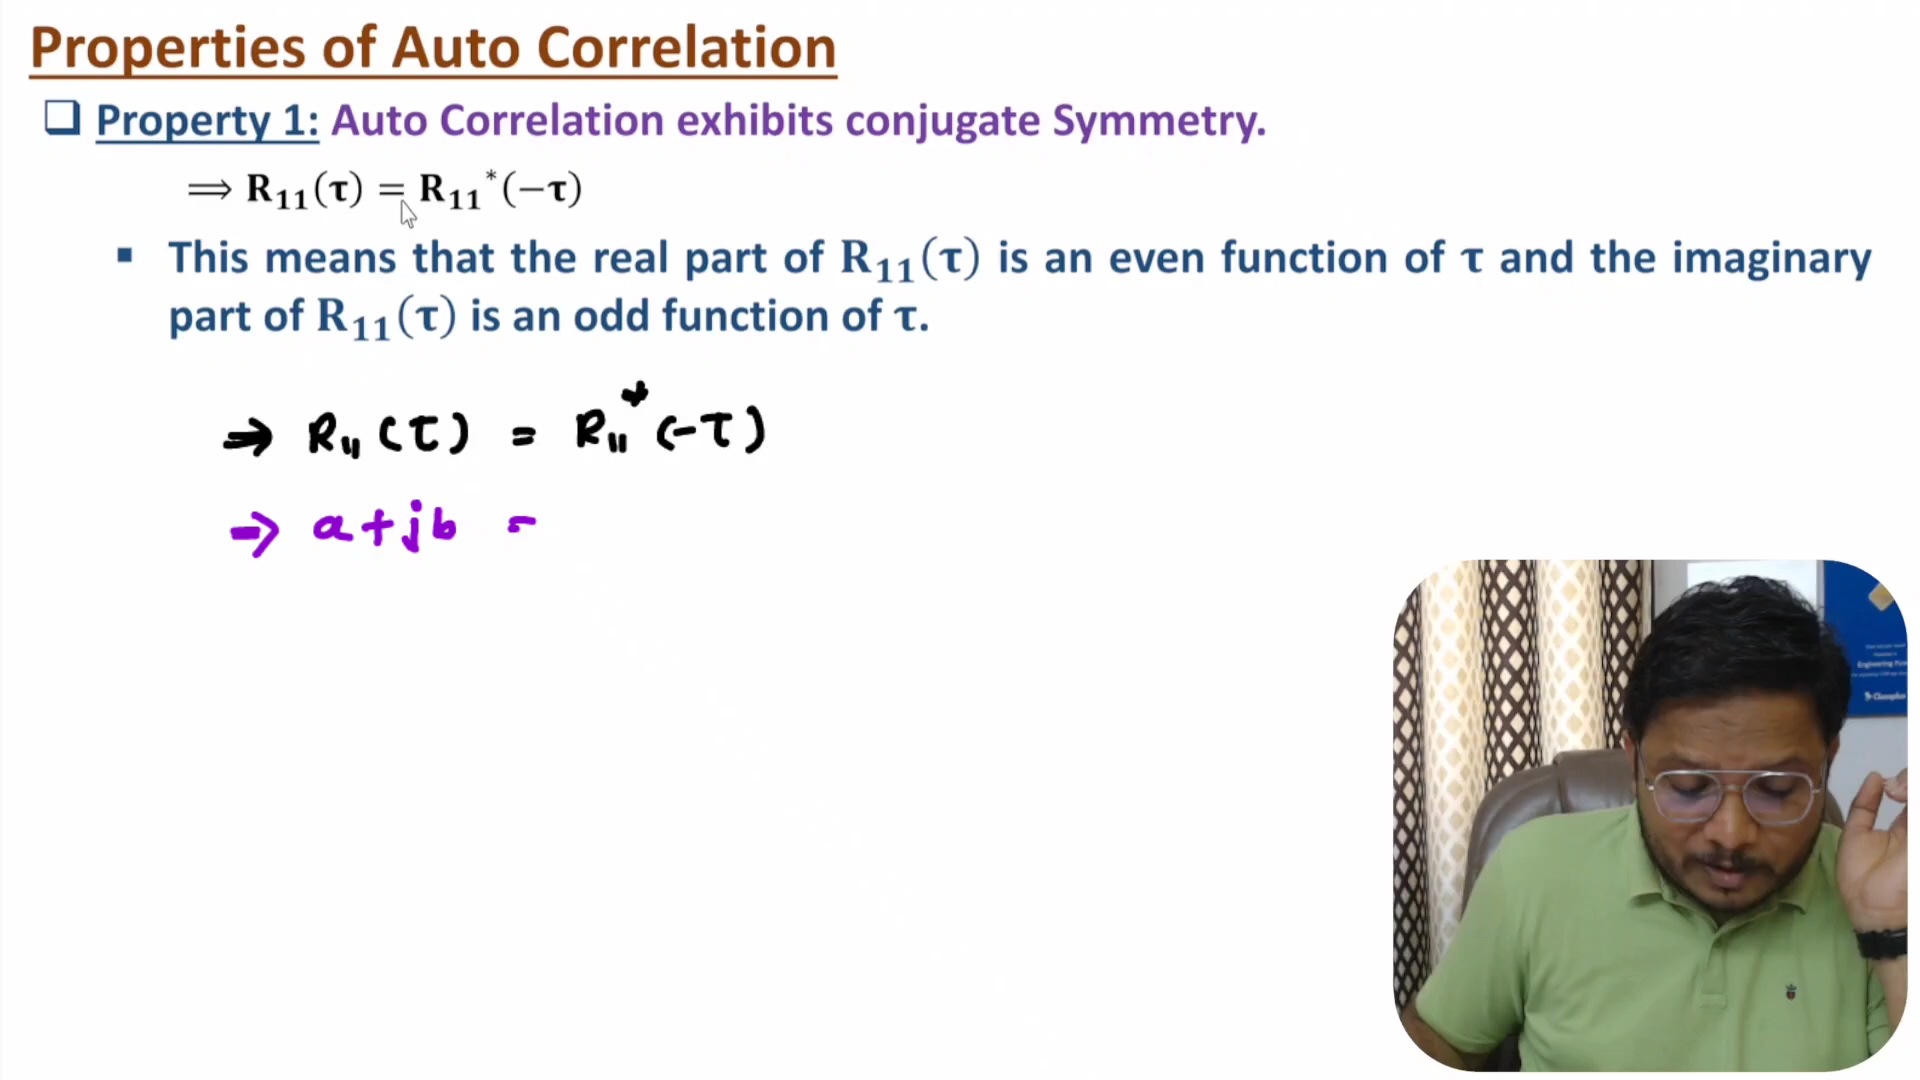 Properties of Auto Correlation
❑ Property 1: Auto Correlation exhibits conjugate Symmetry.
⟹ R₁₁(τ) = R₁₁*(−τ)
▪ This means that the real part of R₁₁(τ) is an even function of τ and the imaginary
part of R₁₁(τ) is an odd function of τ.
→ R₁₁(τ) = R₁₁*(−τ)
→ a+jb =